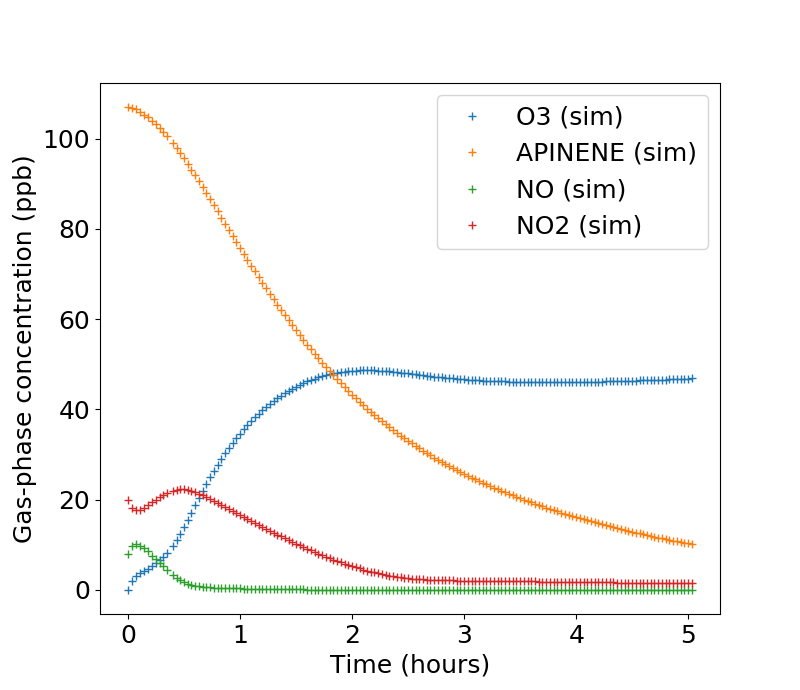 O3 (sim)
APINENE (sim)
NO (sim)
NO2 (sim)
Gas-phase concentration (ppb)
100
80
60
40
20
0
0 1 2 3 4 5
Time (hours)